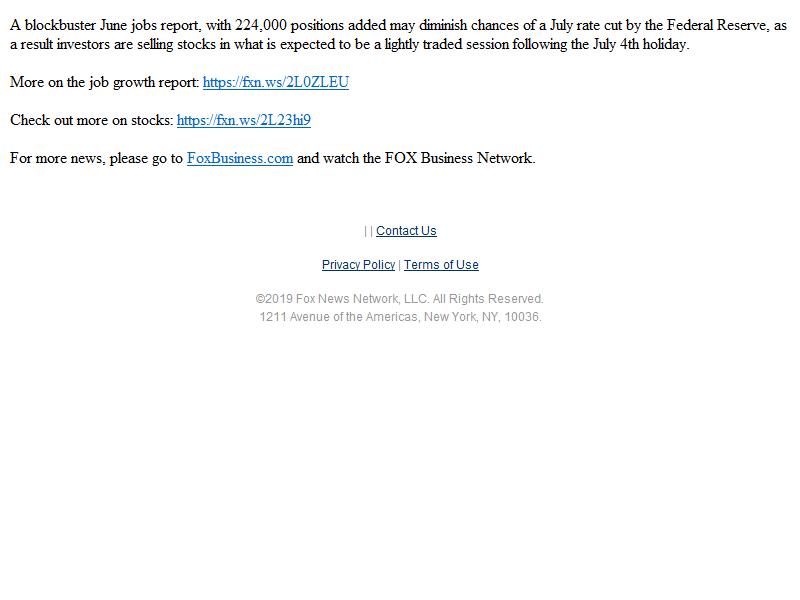 A blockbuster June jobs report, with 224,000 positions added may diminish chances of a July rate cut by the Federal Reserve, as
a result investors are selling stocks in what is expected to be a lightly traded session following the July 4th holiday.
More on the job growth report: https://fxn.ws/2L0ZLEU
Check out more on stocks: https://fxn.ws/2L23hi9
For more news, please go to FoxBusiness.com and watch the FOX Business Network.
| | Contact Us
Privacy Policy | Terms of Use
©2019 Fox News Network, LLC. All Rights Reserved.
1211 Avenue of the Americas, New York, NY, 10036.